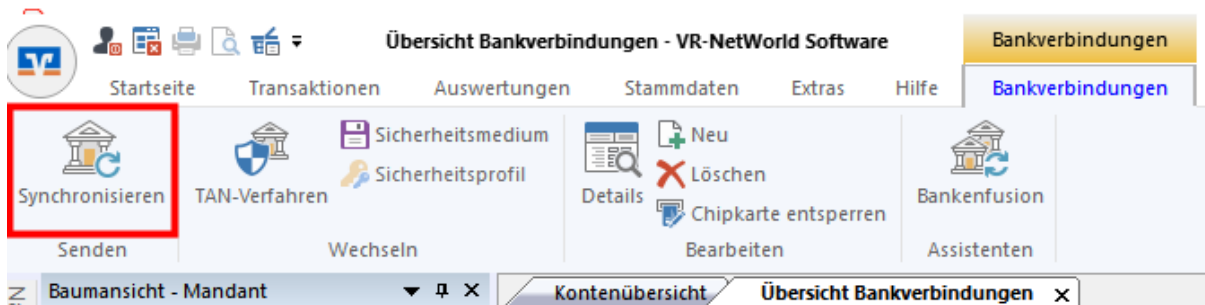 Übersicht Bankverbindungen - VR-NetWorld Software
Bankverbindungen
Startseite Transaktionen Auswertungen Stammdaten Extras Hilfe Bankverbindungen
Synchronisieren
Senden
TAN-Verfahren
Sicherheitsmedium
Sicherheitsprofil
Wechseln
Details
Neu
Löschen
Chipkarte entsperren
Bearbeiten
Bankenfusion
Assistenten
Baumansicht - Mandant
Kontenübersicht
Übersicht Bankverbindungen